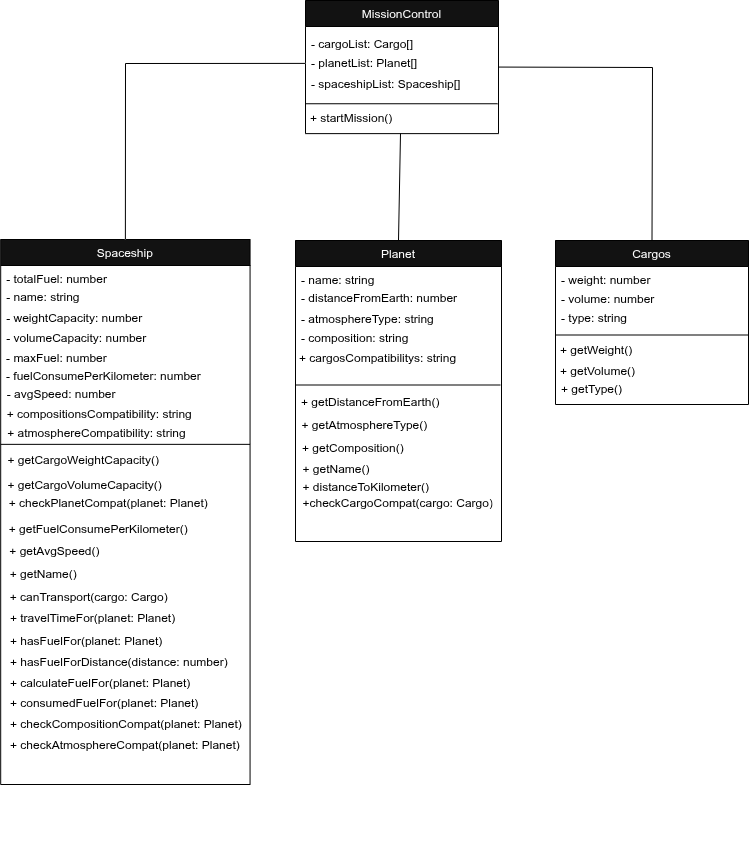 MissionControl
- cargoList: Cargo[]
- planetList: Planet[]
- spaceshipList: Spaceship[]
+ startMission()
Spaceship
- totalFuel: number
- name: string
- weightCapacity: number
- volumeCapacity: number
- maxFuel: number
- fuelConsumePerKilometer: number
- avgSpeed: number
+ compositionsCompatibility: string
+ atmosphereCompatibility: string
+ getCargoWeightCapacity()
+ getCargoVolumeCapacity()
+ checkPlanetCompat(planet: Planet)
+ getFuelConsumePerKilometer()
+ getAvgSpeed()
+ getName()
+ canTransport(cargo: Cargo)
+ travelTimeFor(planet: Planet)
+ hasFuelFor(planet: Planet)
+ hasFuelForDistance(distance: number)
+ calculateFuelFor(planet: Planet)
+ consumedFuelFor(planet: Planet)
+ checkCompositionCompat(planet: Planet)
+ checkAtmosphereCompat(planet: Planet)
Planet
- name: string
- distanceFromEarth: number
- atmosphereType: string
- composition: string
+ cargosCompatibilitys: string
+ getDistanceFromEarth()
+ getAtmosphereType()
+ getComposition()
+ getName()
+ distanceToKilometer()
+checkCargoCompat(cargo: Cargo)
Cargos
- weight: number
- volume: number
- type: string
+ getWeight()
+ getVolume()
+ getType()